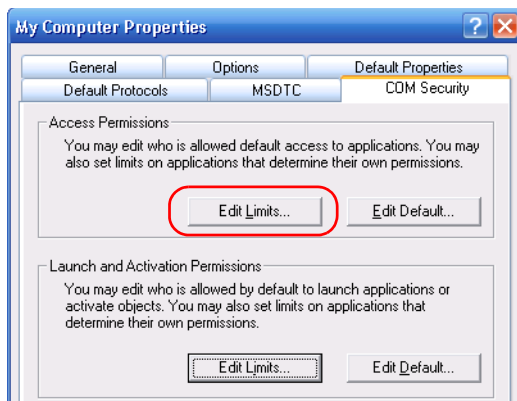 My Computer Properties
General Options Default Properties
Default Protocols MSDTC COM Security
Access Permissions
You may edit who is allowed default access to applications. You may
also set limits on applications that determine their own permissions.
Edit Limits... Edit Default...
Launch and Activation Permissions
You may edit who is allowed by default to launch applications or
activate objects. You may also set limits on applications that
determine their own permissions.
Edit Limits... Edit Default...